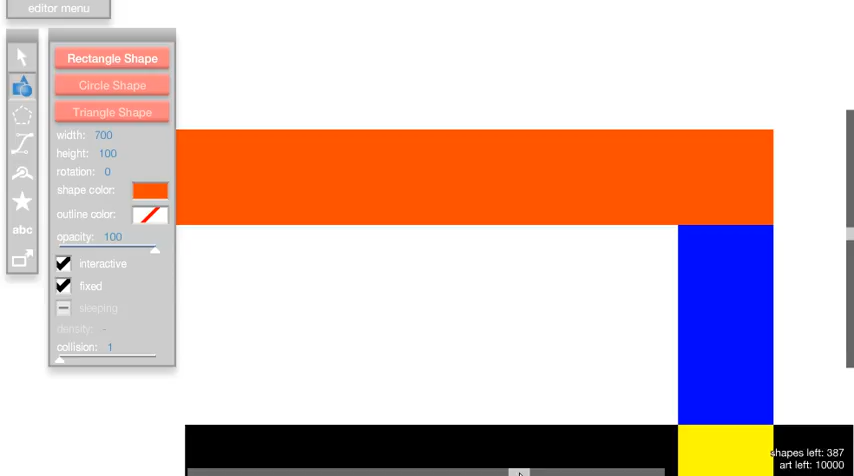 editor menu
Rectangle Shape
Circle Shape
Triangle Shape
width: 700
height: 100
rotation: 0
shape color:
outline color:
opacity: 100
interactive
fixed
sleeping
density: -
collision: 1
abc
shapes left: 387
art left: 10000